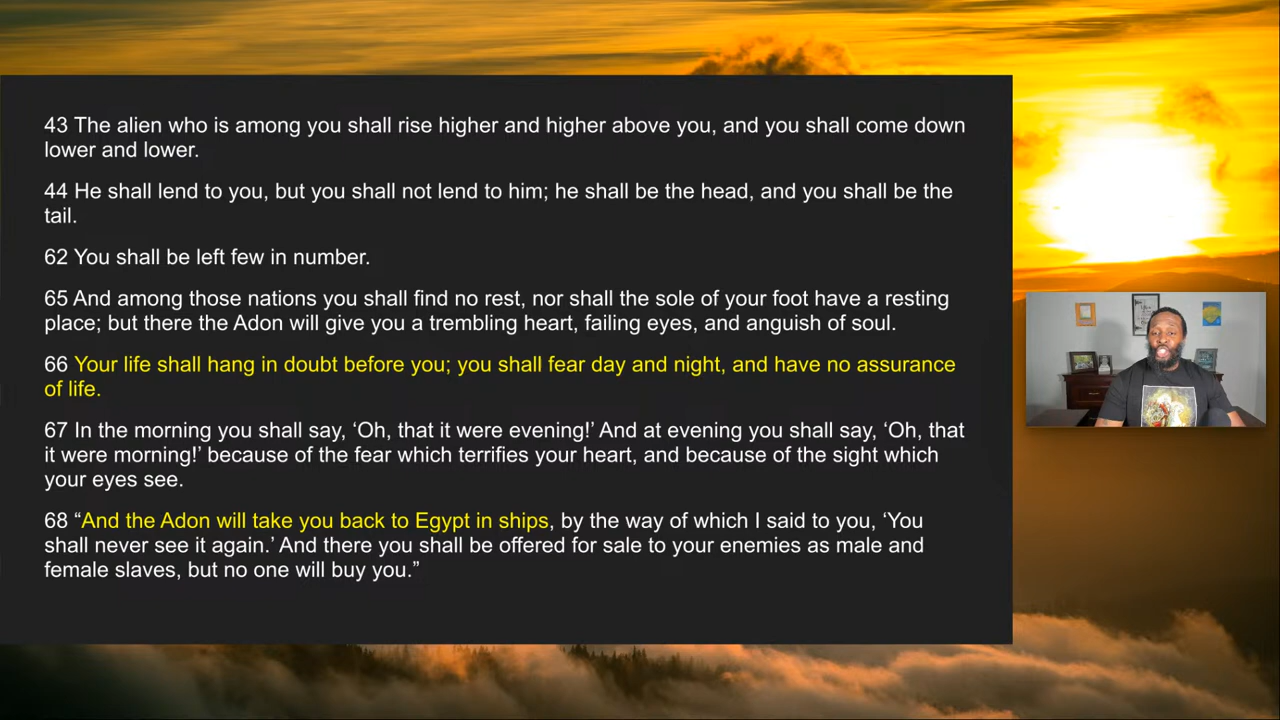 43 The alien who is among you shall rise higher and higher above you, and you shall come down
lower and lower.
44 He shall lend to you, but you shall not lend to him; he shall be the head, and you shall be the
tail.
62 You shall be left few in number.
65 And among those nations you shall find no rest, nor shall the sole of your foot have a resting
place; but there the Adon will give you a trembling heart, failing eyes, and anguish of soul.
66 Your life shall hang in doubt before you; you shall fear day and night, and have no assurance
of life.
67 In the morning you shall say, ‘Oh, that it were evening!’ And at evening you shall say, ‘Oh, that
it were morning!’ because of the fear which terrifies your heart, and because of the sight which
your eyes see.
68 “And the Adon will take you back to Egypt in ships, by the way of which I said to you, ‘You
shall never see it again.’ And there you shall be offered for sale to your enemies as male and
female slaves, but no one will buy you.”